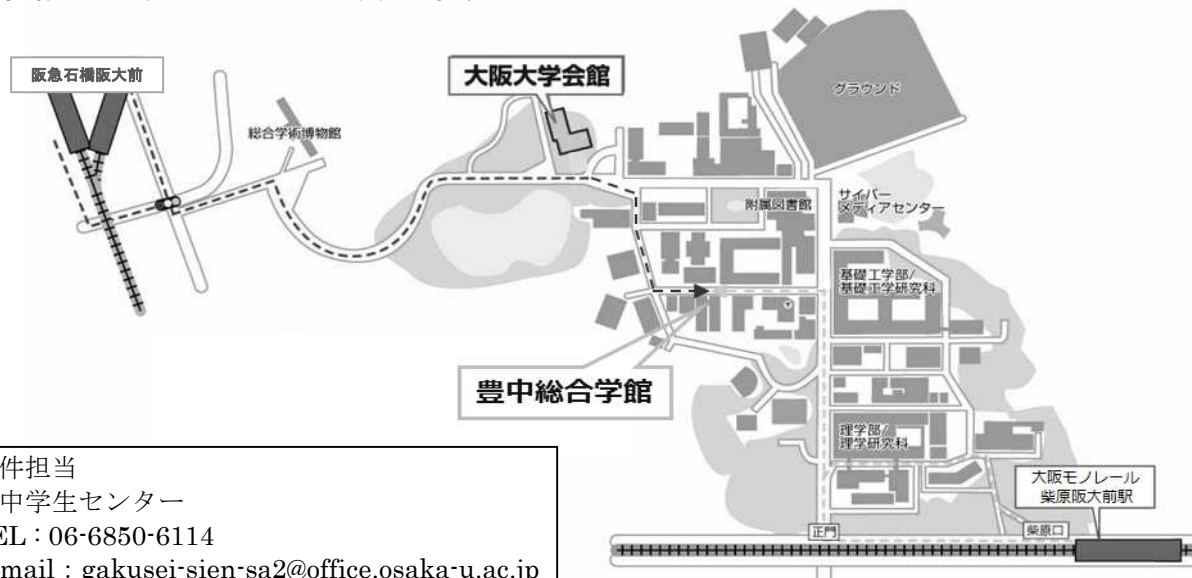 阪急石橋阪大前
大阪大学会館
総合学術博物館
グラウンド
附属図書館
サイバー
メディアセンター
基礎工学部/
基礎工学研究科
豊中総合学館
理学部/
理学研究科
大阪モノレール
柴原阪大前駅
正門
柴原口
件担当
中学生センター
EL：06-6850-6114
mail：gakusei-sien-sa2@office.osaka-u.ac.jp